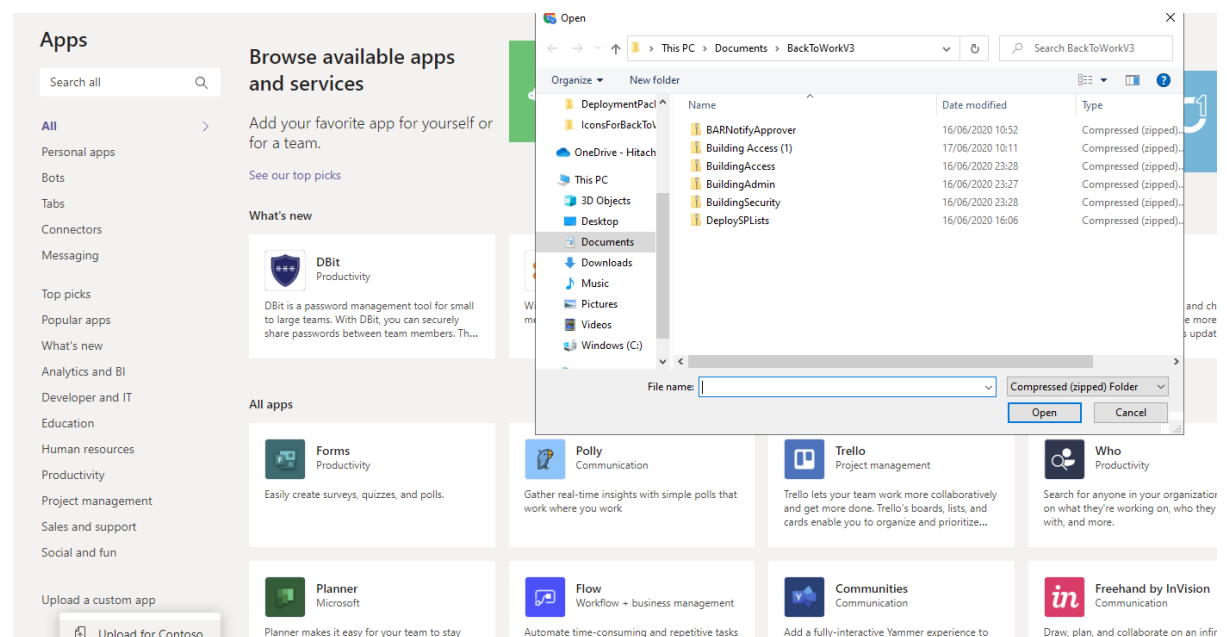 Apps
Search all
All
Personal apps
Bots
Tabs
Connectors
Messaging
Top picks
Popular apps
What's new
Analytics and BI
Developer and IT
Education
Human resources
Productivity
Project management
Sales and support
Social and fun
Upload a custom app
Upload for Contoso
Browse available apps
and services
Add your favorite app for yourself or
for a team.
See our top picks
What's new
DBit
Productivity
DBit is a password management tool for small
to large teams. With DBit, you can securely
share passwords between team members. Th...
All apps
Forms
Productivity
Easily create surveys, quizzes, and polls.
Polly
Communication
Gather real-time insights with simple polls that
work where you work
Trello
Project management
Trello lets your team work more collaboratively
and get more done. Trello's boards, lists, and
cards enable you to organize and prioritize...
Who
Productivity
Search for anyone in your organization
on what they're working on, who they
with, and more.
Planner
Microsoft
Planner makes it easy for your team to stay
Flow
Workflow + business management
Automate time-consuming and repetitive tasks
Communities
Communication
Add a fully-interactive Yammer experience to
in
Freehand by InVision
Communication
Draw, plan, and collaborate on an
Open
This PC > Documents > BackToWorkV3
Search BackToWorkV3
Organize
New folder
DeploymentPacl
IconsForBackTo
OneDrive - Hitach
This PC
3D Objects
Desktop
Documents
Downloads
Music
Pictures
Videos
Windows (C:)
Name Date modified Type
BARNotifyApprover 16/06/2020 10:52 Compressed (zipped)...
Building Access (1) 17/06/2020 10:11 Compressed (zipped)...
BuildingAccess 16/06/2020 23:28 Compressed (zipped)...
BuildingAdmin 16/06/2020 23:27 Compressed (zipped)...
BuildingSecurity 16/06/2020 23:28 Compressed (zipped)...
DeploySPLists 16/06/2020 16:06 Compressed (zipped)...
File name:
Compressed (zipped) Folder
Open
Cancel
and ch
more
updat